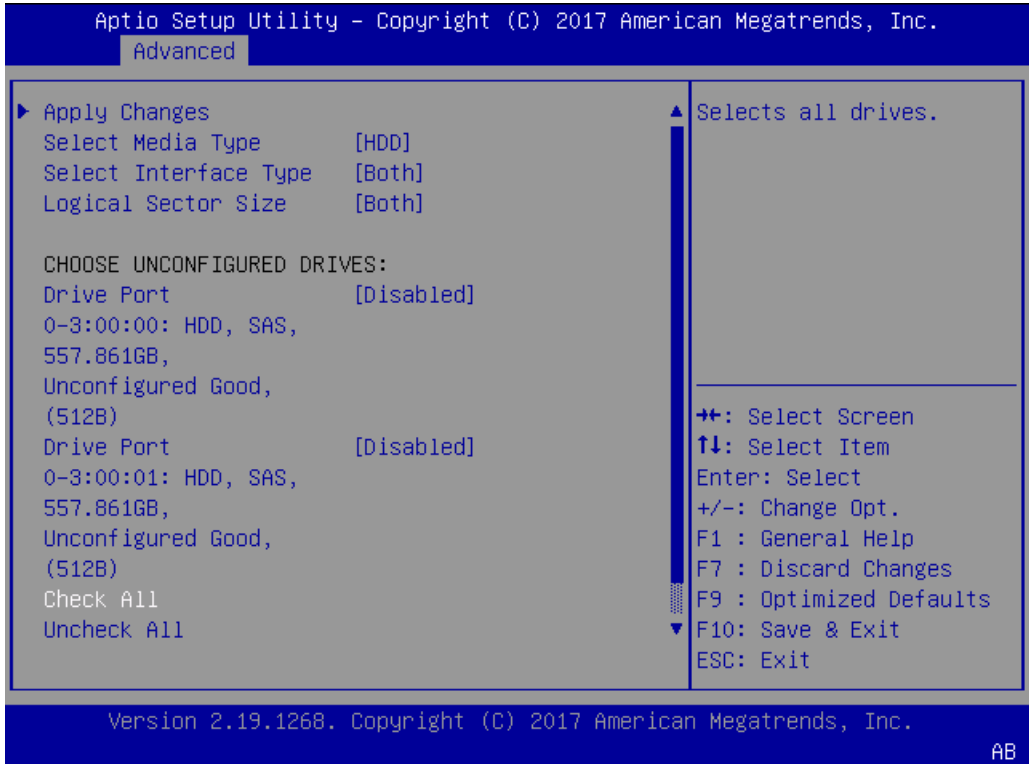 Aptio Setup Utility – Copyright (C) 2017 American Megatrends, Inc.
Advanced
Apply Changes
Select Media Type [HDD]
Select Interface Type [Both]
Logical Sector Size [Both]
CHOOSE UNCONFIGURED DRIVES:
Drive Port [Disabled]
0-3:00:00: HDD, SAS,
557.861GB,
Unconfigured Good,
(512B)
Drive Port [Disabled]
0-3:00:01: HDD, SAS,
557.861GB,
Unconfigured Good,
(512B)
Check All
Uncheck All
Selects all drives.
→←: Select Screen
↑↓: Select Item
Enter: Select
+/-: Change Opt.
F1 : General Help
F7 : Discard Changes
F9 : Optimized Defaults
F10: Save & Exit
ESC: Exit
Version 2.19.1268. Copyright (C) 2017 American Megatrends, Inc.
AB